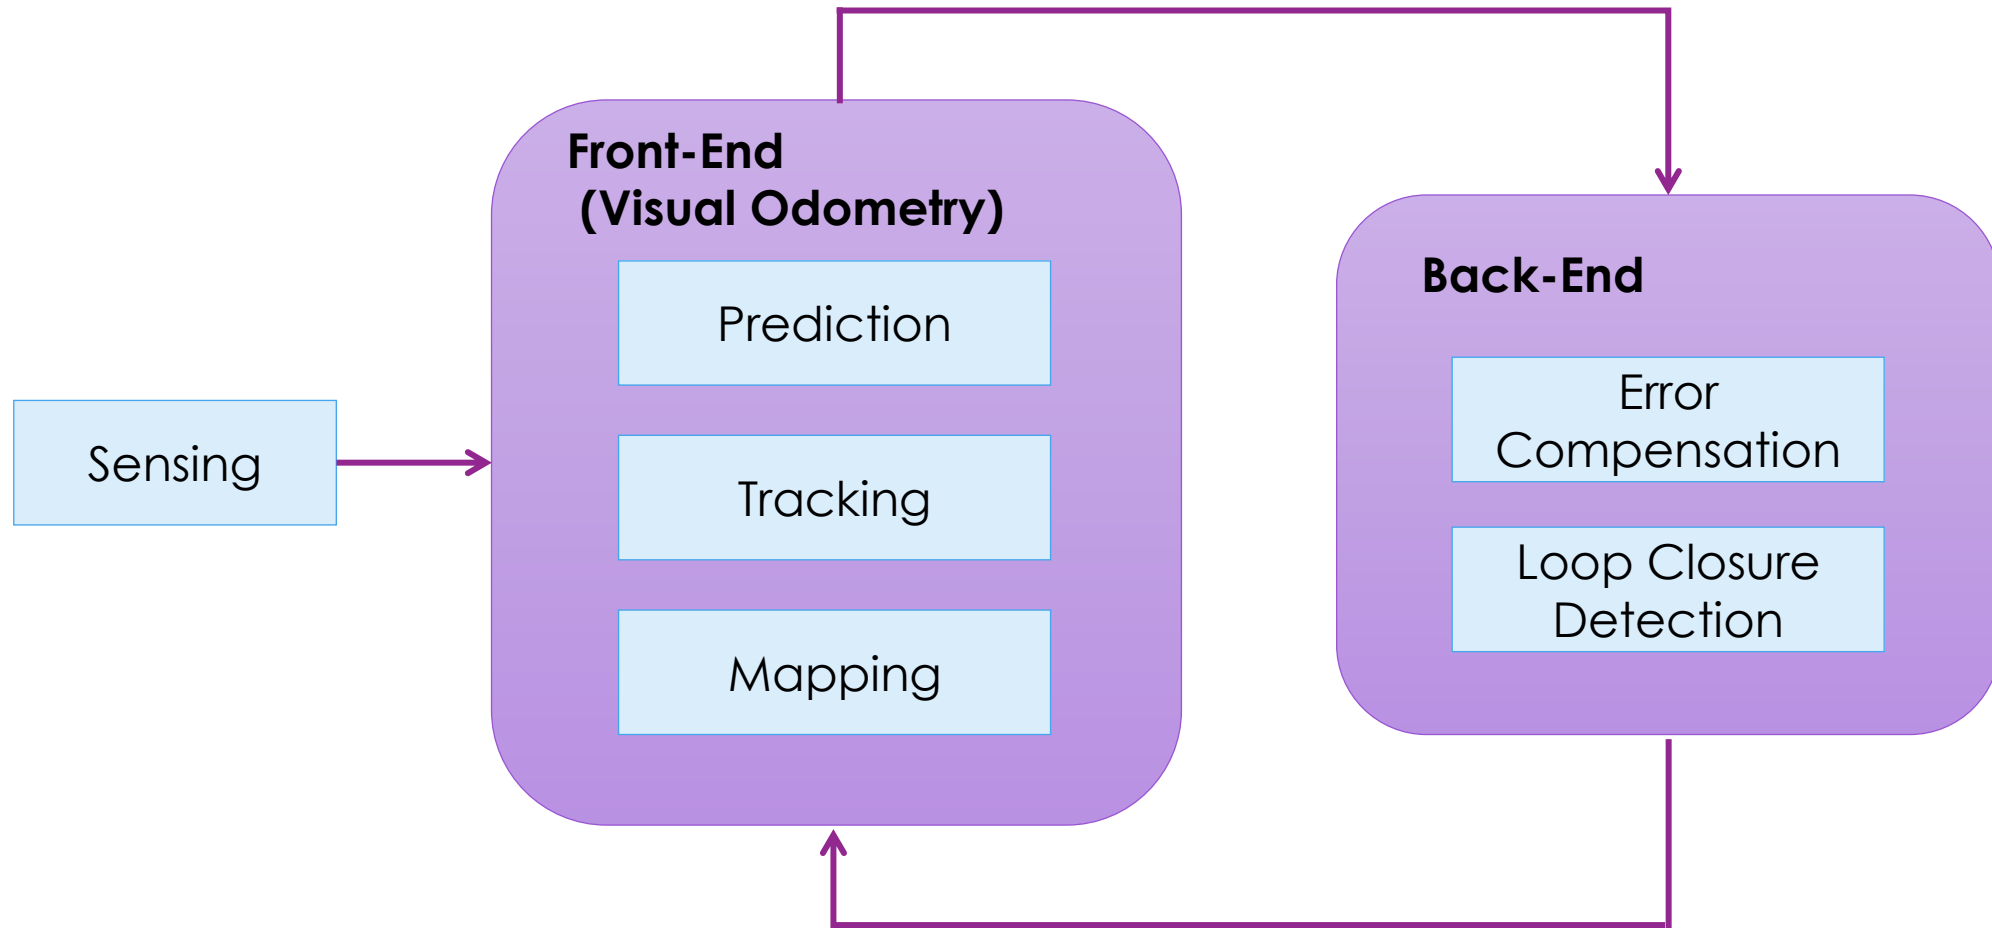 Front-End
(Visual Odometry)
Prediction
Tracking
Mapping
Sensing
Back-End
Error
Compensation
Loop Closure
Detection